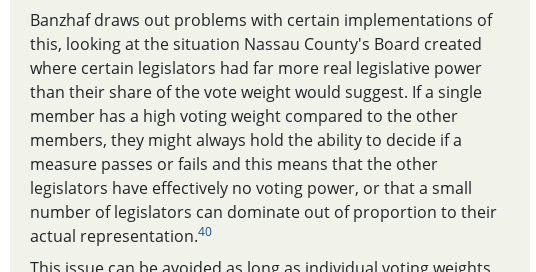 Banzhaf draws out problems with certain implementations of
this, looking at the situation Nassau County's Board created
where certain legislators had far more real legislative power
than their share of the vote weight would suggest. If a single
member has a high voting weight compared to the other
members, they might always hold the ability to decide if a
measure passes or fails and this means that the other
legislators have effectively no voting power, or that a small
number of legislators can dominate out of proportion to their
actual representation.40
This issue can be avoided as long as individual voting weights